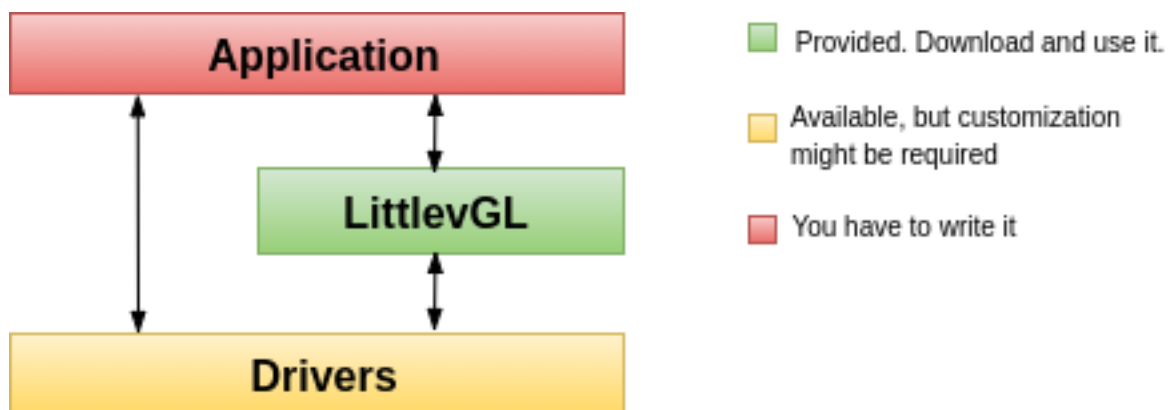 Application
LittlevGL
Drivers
Provided. Download and use it.
Available, but customization
might be required
You have to write it